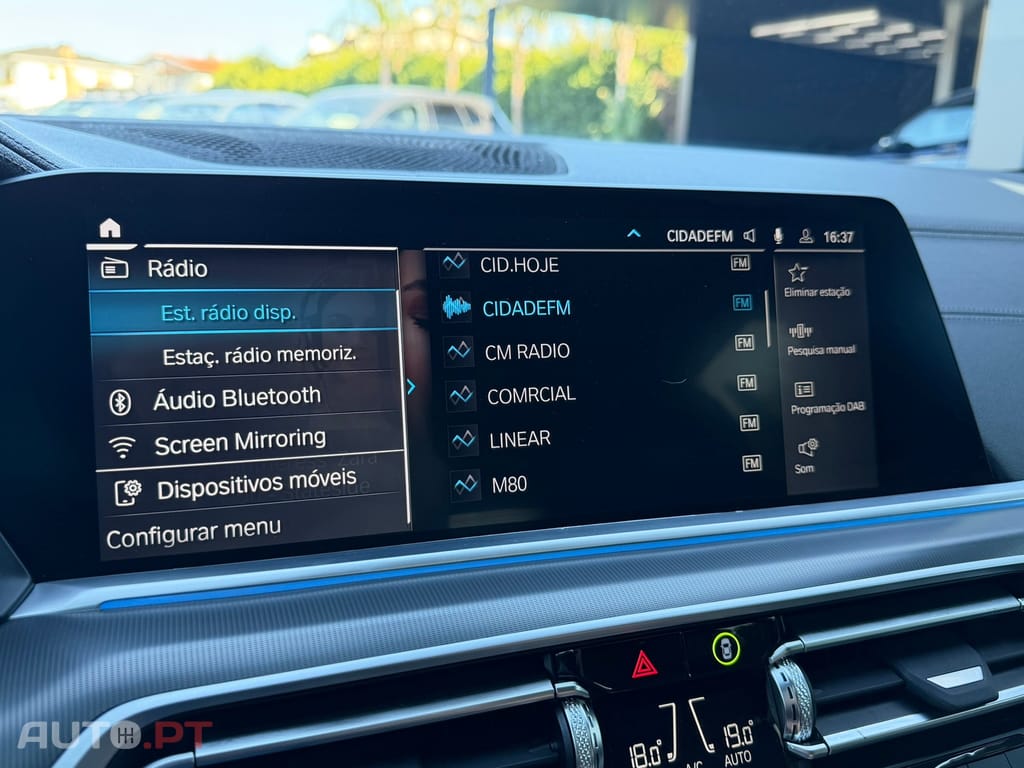 CIDADEFM 16:37
Rádio
Est. rádio disp.
Estaç. rádio memoriz.
Áudio Bluetooth
Screen Mirroring
Dispositivos móveis
Configurar menu
CID.HOJE FM
CIDADEFM FM
CM RADIO FM
COMRCIAL FM
LINEAR FM
M80 FM
Eliminar estação
Pesquisa manual
Programação DAB
Som
18.0°
A/C
19.0°
AUTO
AUTO.PT